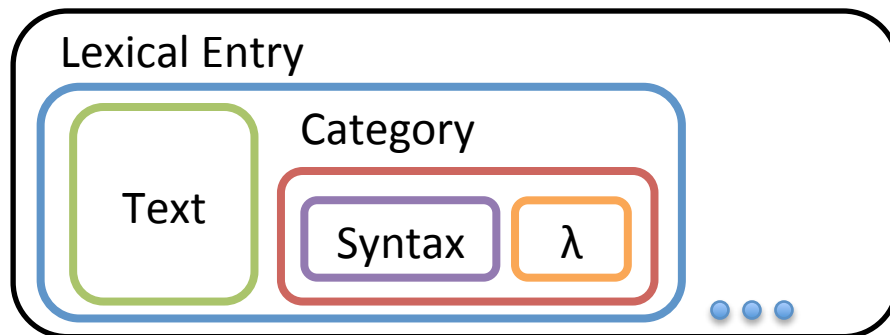 Lexical Entry
Category
Text
Syntax
λ